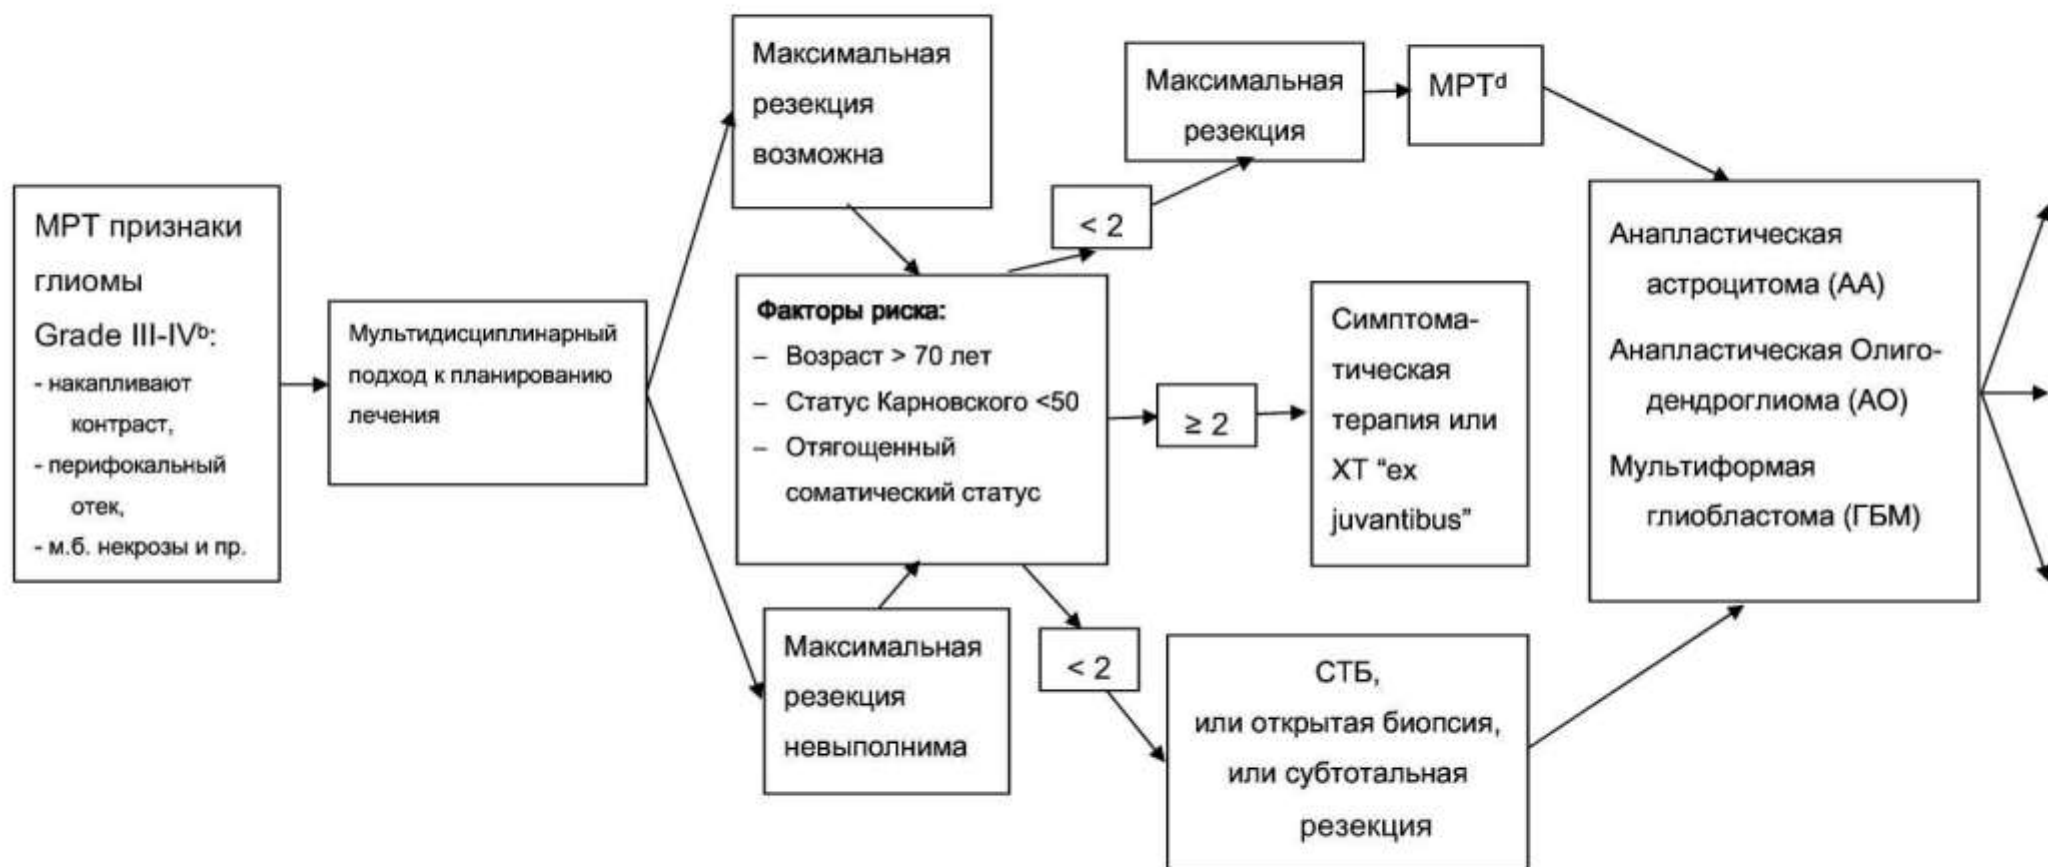 МРТ признаки
глиомы
Grade III-IVᵇ:
- накапливают
контраст,
- перифокальный
отек,
- м.б. некрозы и пр.
Мультидисциплинарный
подход к планированию
лечения
Максимальная
резекция
возможна
Факторы риска:
– Возраст > 70 лет
– Статус Карновского <50
– Отягощенный
соматический статус
Максимальная
резекция
невыполнима
< 2
Максимальная
резекция
МРТᵈ
≥ 2
Симптома-
тическая
терапия или
ХТ “ex
juvantibus”
< 2
СТБ,
или открытая биопсия,
или субтотальная
резекция
Анапластическая
астроцитома (АА)
Анапластическая Олиго-
дендроглиома (АО)
Мультиформая
глиобластома (ГБМ)